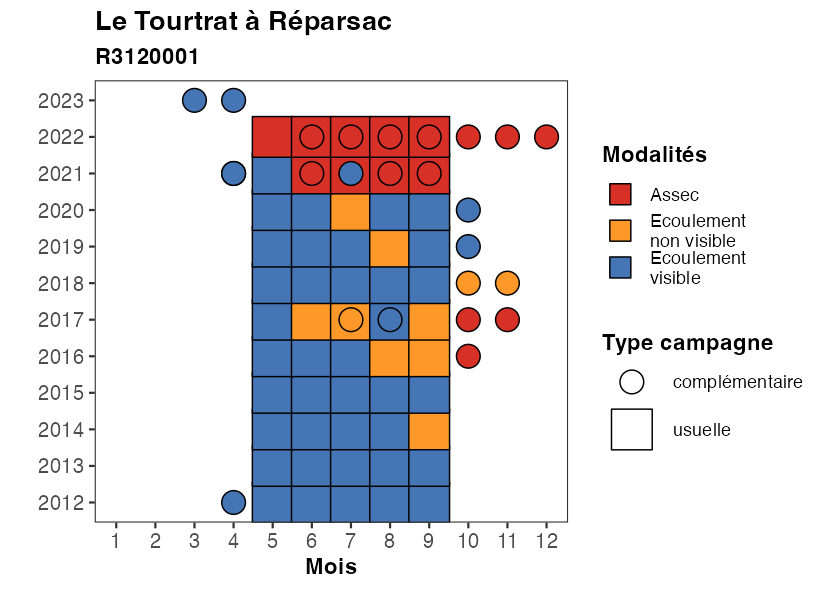 Le Tourtrat à Réparsac
R3120001
2023
2022
2021
2020
2019
2018
2017
2016
2015
2014
2013
2012
1 2 3 4 5 6 7 8 9 10 11 12
Mois
Modalités
Assec
Ecoulement
non visible
Ecoulement
visible
Type campagne
complémentaire
usuelle